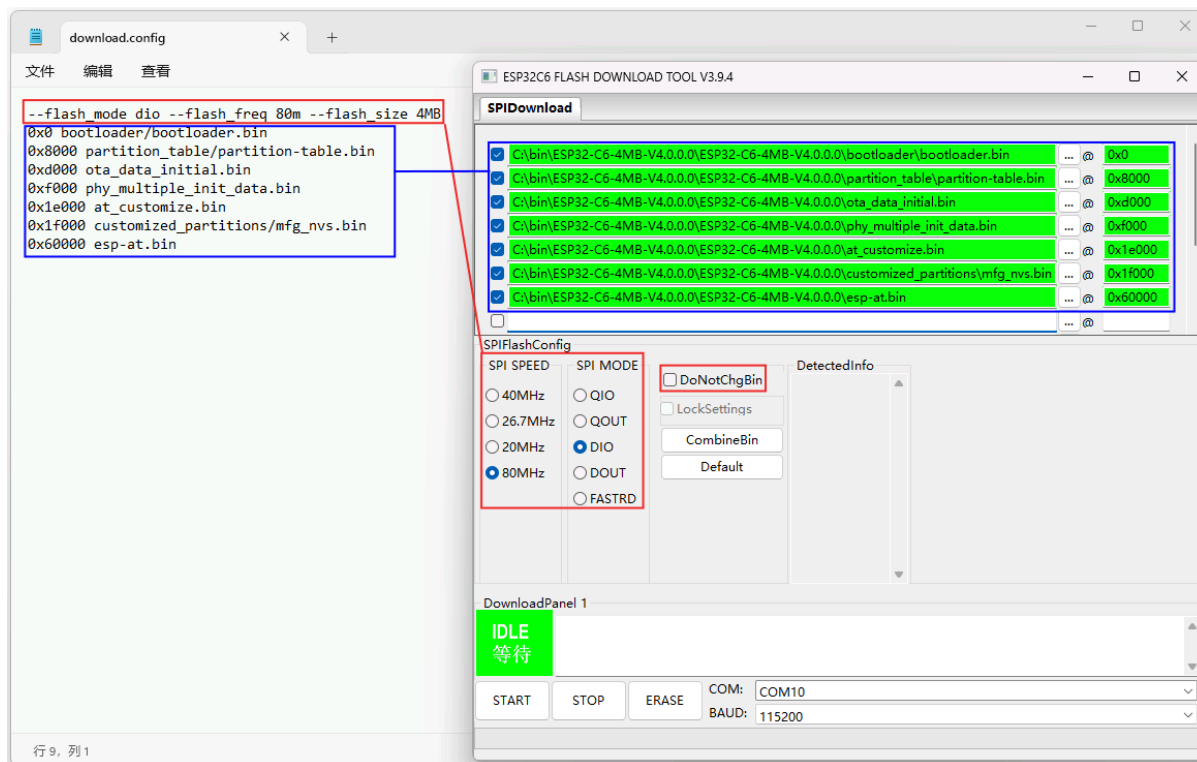 download.config
文件 编辑 查看
--flash_mode dio --flash_freq 80m --flash_size 4MB
0x0 bootloader/bootloader.bin
0x8000 partition_table/partition-table.bin
0xd000 ota_data_initial.bin
0xf000 phy_multiple_init_data.bin
0x1e000 at_customize.bin
0x1f000 customized_partitions/mfg_nvs.bin
0x60000 esp-at.bin
行 9, 列 1
ESP32C6 FLASH DOWNLOAD TOOL V3.9.4
SPIDownload
C:\bin\ESP32-C6-4MB-V4.0.0.0\ESP32-C6-4MB-V4.0.0.0\bootloader\bootloader.bin ... @ 0x0
C:\bin\ESP32-C6-4MB-V4.0.0.0\ESP32-C6-4MB-V4.0.0.0\partition_table\partition-table.bin ... @ 0x8000
C:\bin\ESP32-C6-4MB-V4.0.0.0\ESP32-C6-4MB-V4.0.0.0\ota_data_initial.bin ... @ 0xd000
C:\bin\ESP32-C6-4MB-V4.0.0.0\ESP32-C6-4MB-V4.0.0.0\phy_multiple_init_data.bin ... @ 0xf000
C:\bin\ESP32-C6-4MB-V4.0.0.0\ESP32-C6-4MB-V4.0.0.0\at_customize.bin ... @ 0x1e000
C:\bin\ESP32-C6-4MB-V4.0.0.0\ESP32-C6-4MB-V4.0.0.0\customized_partitions\mfg_nvs.bin ... @ 0x1f000
C:\bin\ESP32-C6-4MB-V4.0.0.0\ESP32-C6-4MB-V4.0.0.0\esp-at.bin ... @ 0x60000
... @
SPIFlashConfig
SPI SPEED
40MHz
26.7MHz
20MHz
80MHz
SPI MODE
QIO
QOUT
DIO
DOUT
FASTRD
DoNotChgBin
LockSettings
CombineBin
Default
DetectedInfo
DownloadPanel 1
IDLE
等待
START STOP ERASE
COM: COM10
BAUD: 115200